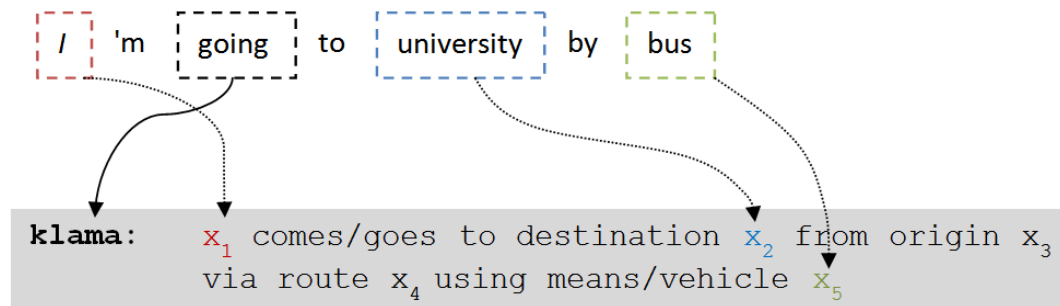 I 'm going to university by bus
klama: x₁ comes/goes to destination x₂ from origin x₃
via route x₄ using means/vehicle x₅